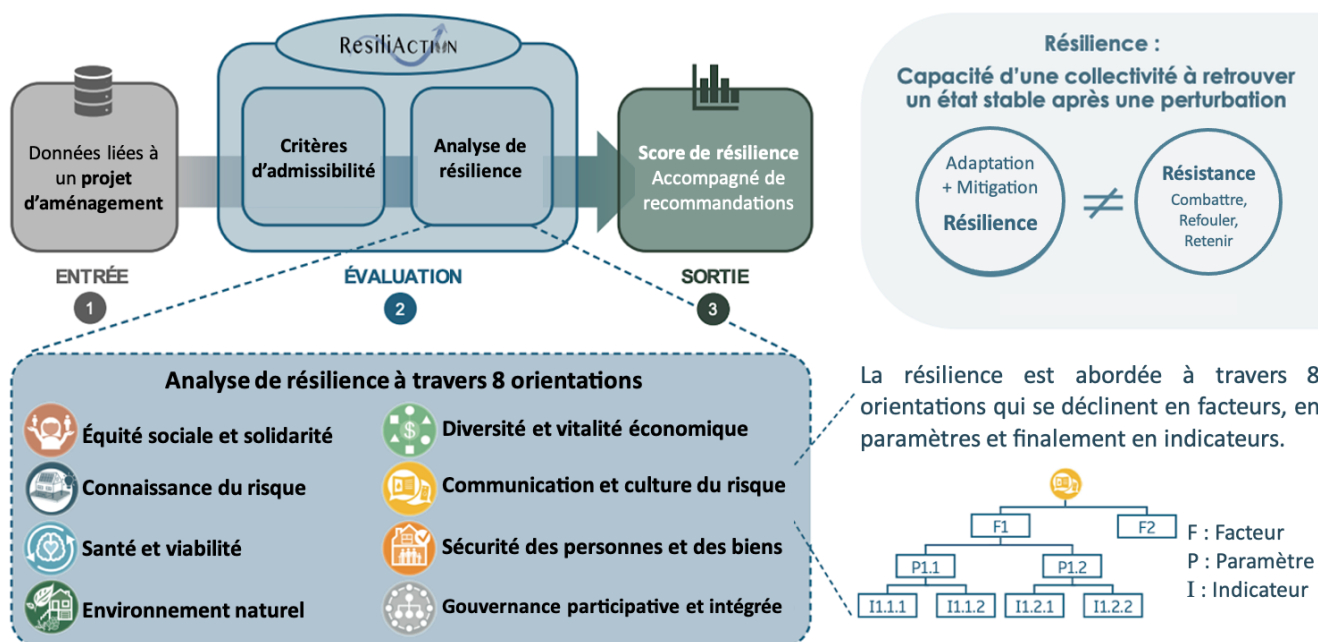 RésiliACTION
Données liées à
un projet
d'aménagement
Critères
d'admissibilité
Analyse de
résilience
Score de résilience
Accompagné de
recommandations
ENTRÉE
1
ÉVALUATION
2
SORTIE
3
Résilience :
Capacité d'une collectivité à retrouver
un état stable après une perturbation
Adaptation
+ Mitigation
Résilience
≠
Résistance
Combattre,
Refouler,
Retenir
Analyse de résilience à travers 8 orientations
Équité sociale et solidarité
Connaissance du risque
Santé et viabilité
Environnement naturel
$
Diversité et vitalité économique
Communication et culture du risque
Sécurité des personnes et des biens
Gouvernance participative et intégrée
La résilience est abordée à travers 8
orientations qui se déclinent en facteurs, en
paramètres et finalement en indicateurs.
F1
F2
P1.1
P1.2
I1.1.1
I1.1.2
I1.2.1
I1.2.2
F : Facteur
P : Paramètre
I : Indicateur